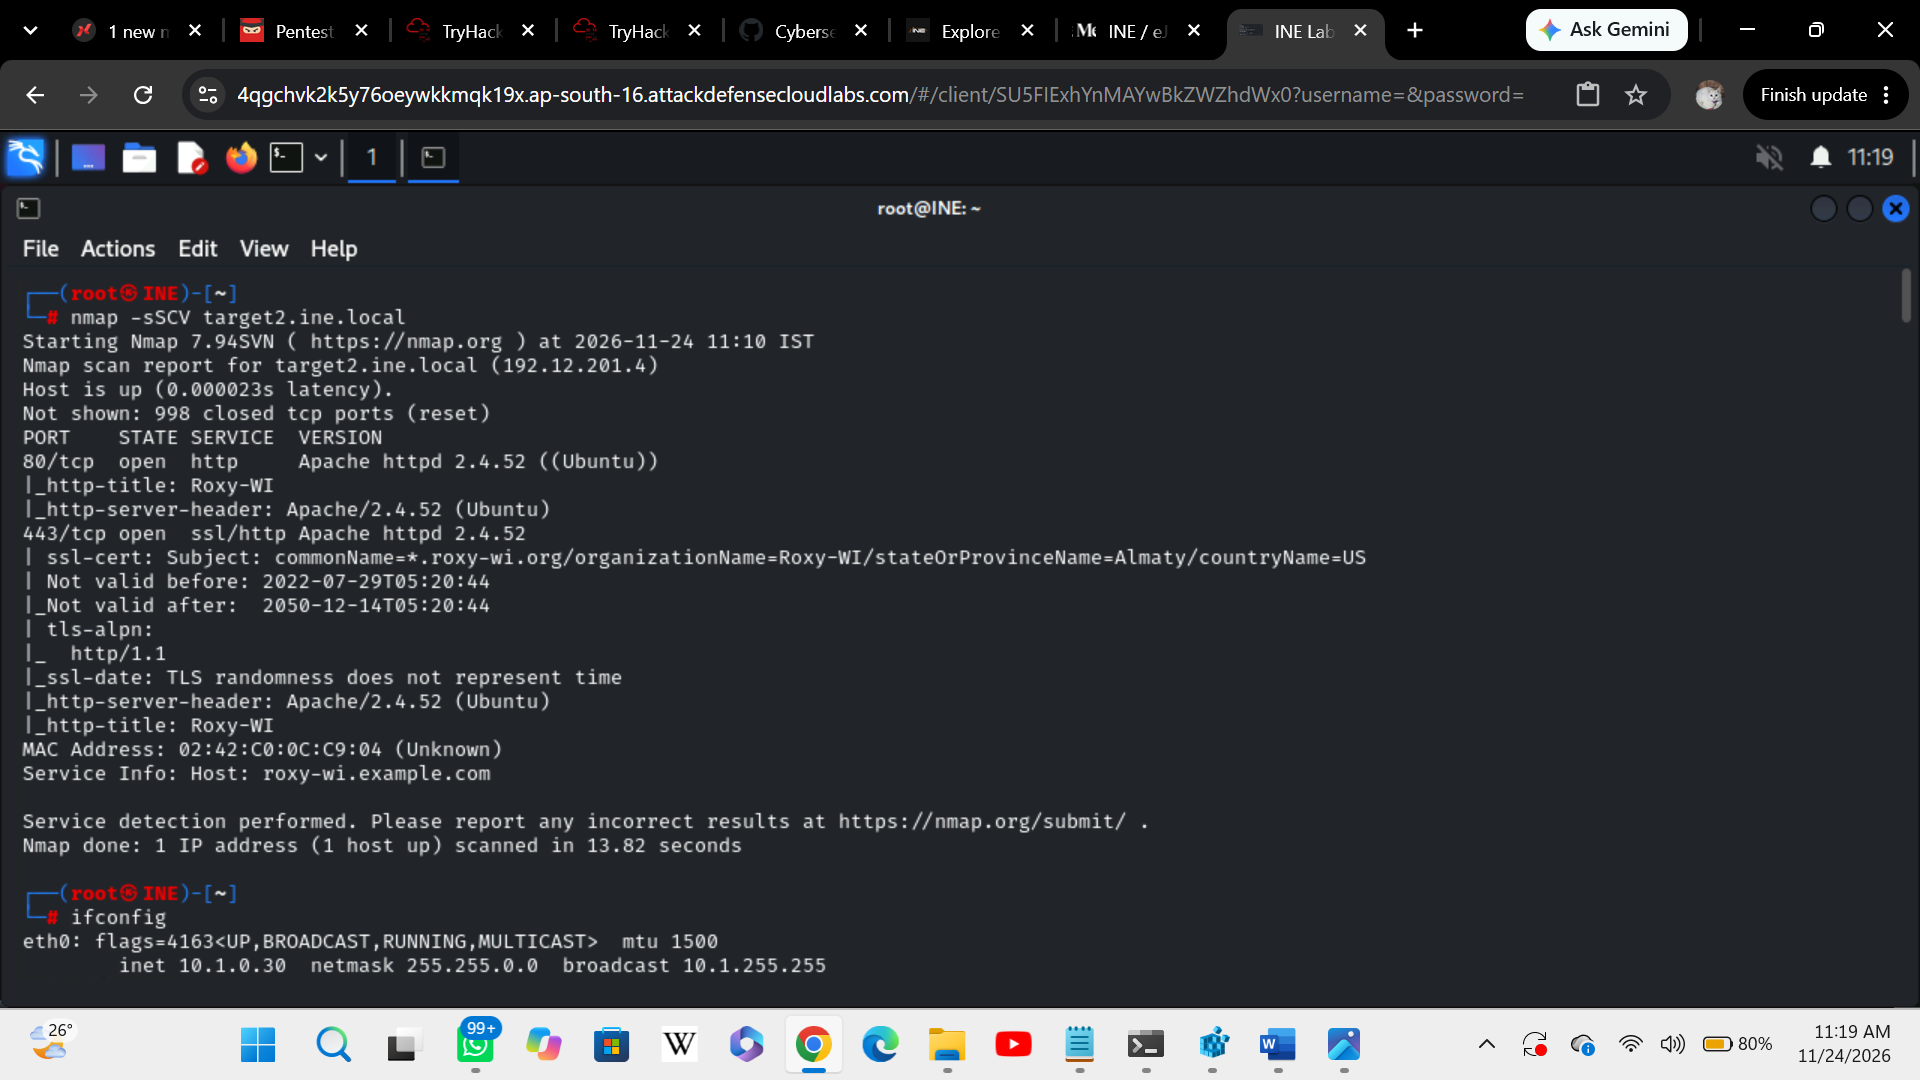 1 new n
Pentest
TryHack
TryHack
Cyberse
Explore
INE / eJ
INE Lab
Ask Gemini
4qgchvk2k5y76oeywkkmqk19x.ap-south-16.attackdefensecloudlabs.com/#/client/SU5FIExhYnMAYwBkZWZhdWx0?username=&password=
Finish update
1
11:19
root@INE: ~
File Actions Edit View Help
┌──(root㉿INE)-[~]
└─# nmap -sSCV target2.ine.local
Starting Nmap 7.94SVN ( https://nmap.org ) at 2026-11-24 11:10 IST
Nmap scan report for target2.ine.local (192.12.201.4)
Host is up (0.000023s latency).
Not shown: 998 closed tcp ports (reset)
PORT    STATE SERVICE  VERSION
80/tcp  open  http     Apache httpd 2.4.52 ((Ubuntu))
|_http-title: Roxy-WI
|_http-server-header: Apache/2.4.52 (Ubuntu)
443/tcp open  ssl/http Apache httpd 2.4.52
| ssl-cert: Subject: commonName=*.roxy-wi.org/organizationName=Roxy-WI/stateOrProvinceName=Almaty/countryName=US
| Not valid before: 2022-07-29T05:20:44
|_Not valid after:  2050-12-14T05:20:44
| tls-alpn:
|_  http/1.1
|_ssl-date: TLS randomness does not represent time
|_http-server-header: Apache/2.4.52 (Ubuntu)
|_http-title: Roxy-WI
MAC Address: 02:42:C0:0C:C9:04 (Unknown)
Service Info: Host: roxy-wi.example.com
Service detection performed. Please report any incorrect results at https://nmap.org/submit/ .
Nmap done: 1 IP address (1 host up) scanned in 13.82 seconds
┌──(root㉿INE)-[~]
└─# ifconfig
eth0: flags=4163<UP,BROADCAST,RUNNING,MULTICAST>  mtu 1500
        inet 10.1.0.30  netmask 255.255.0.0  broadcast 10.1.255.255
26°
99+
W
80%
11:19 AM
11/24/2026